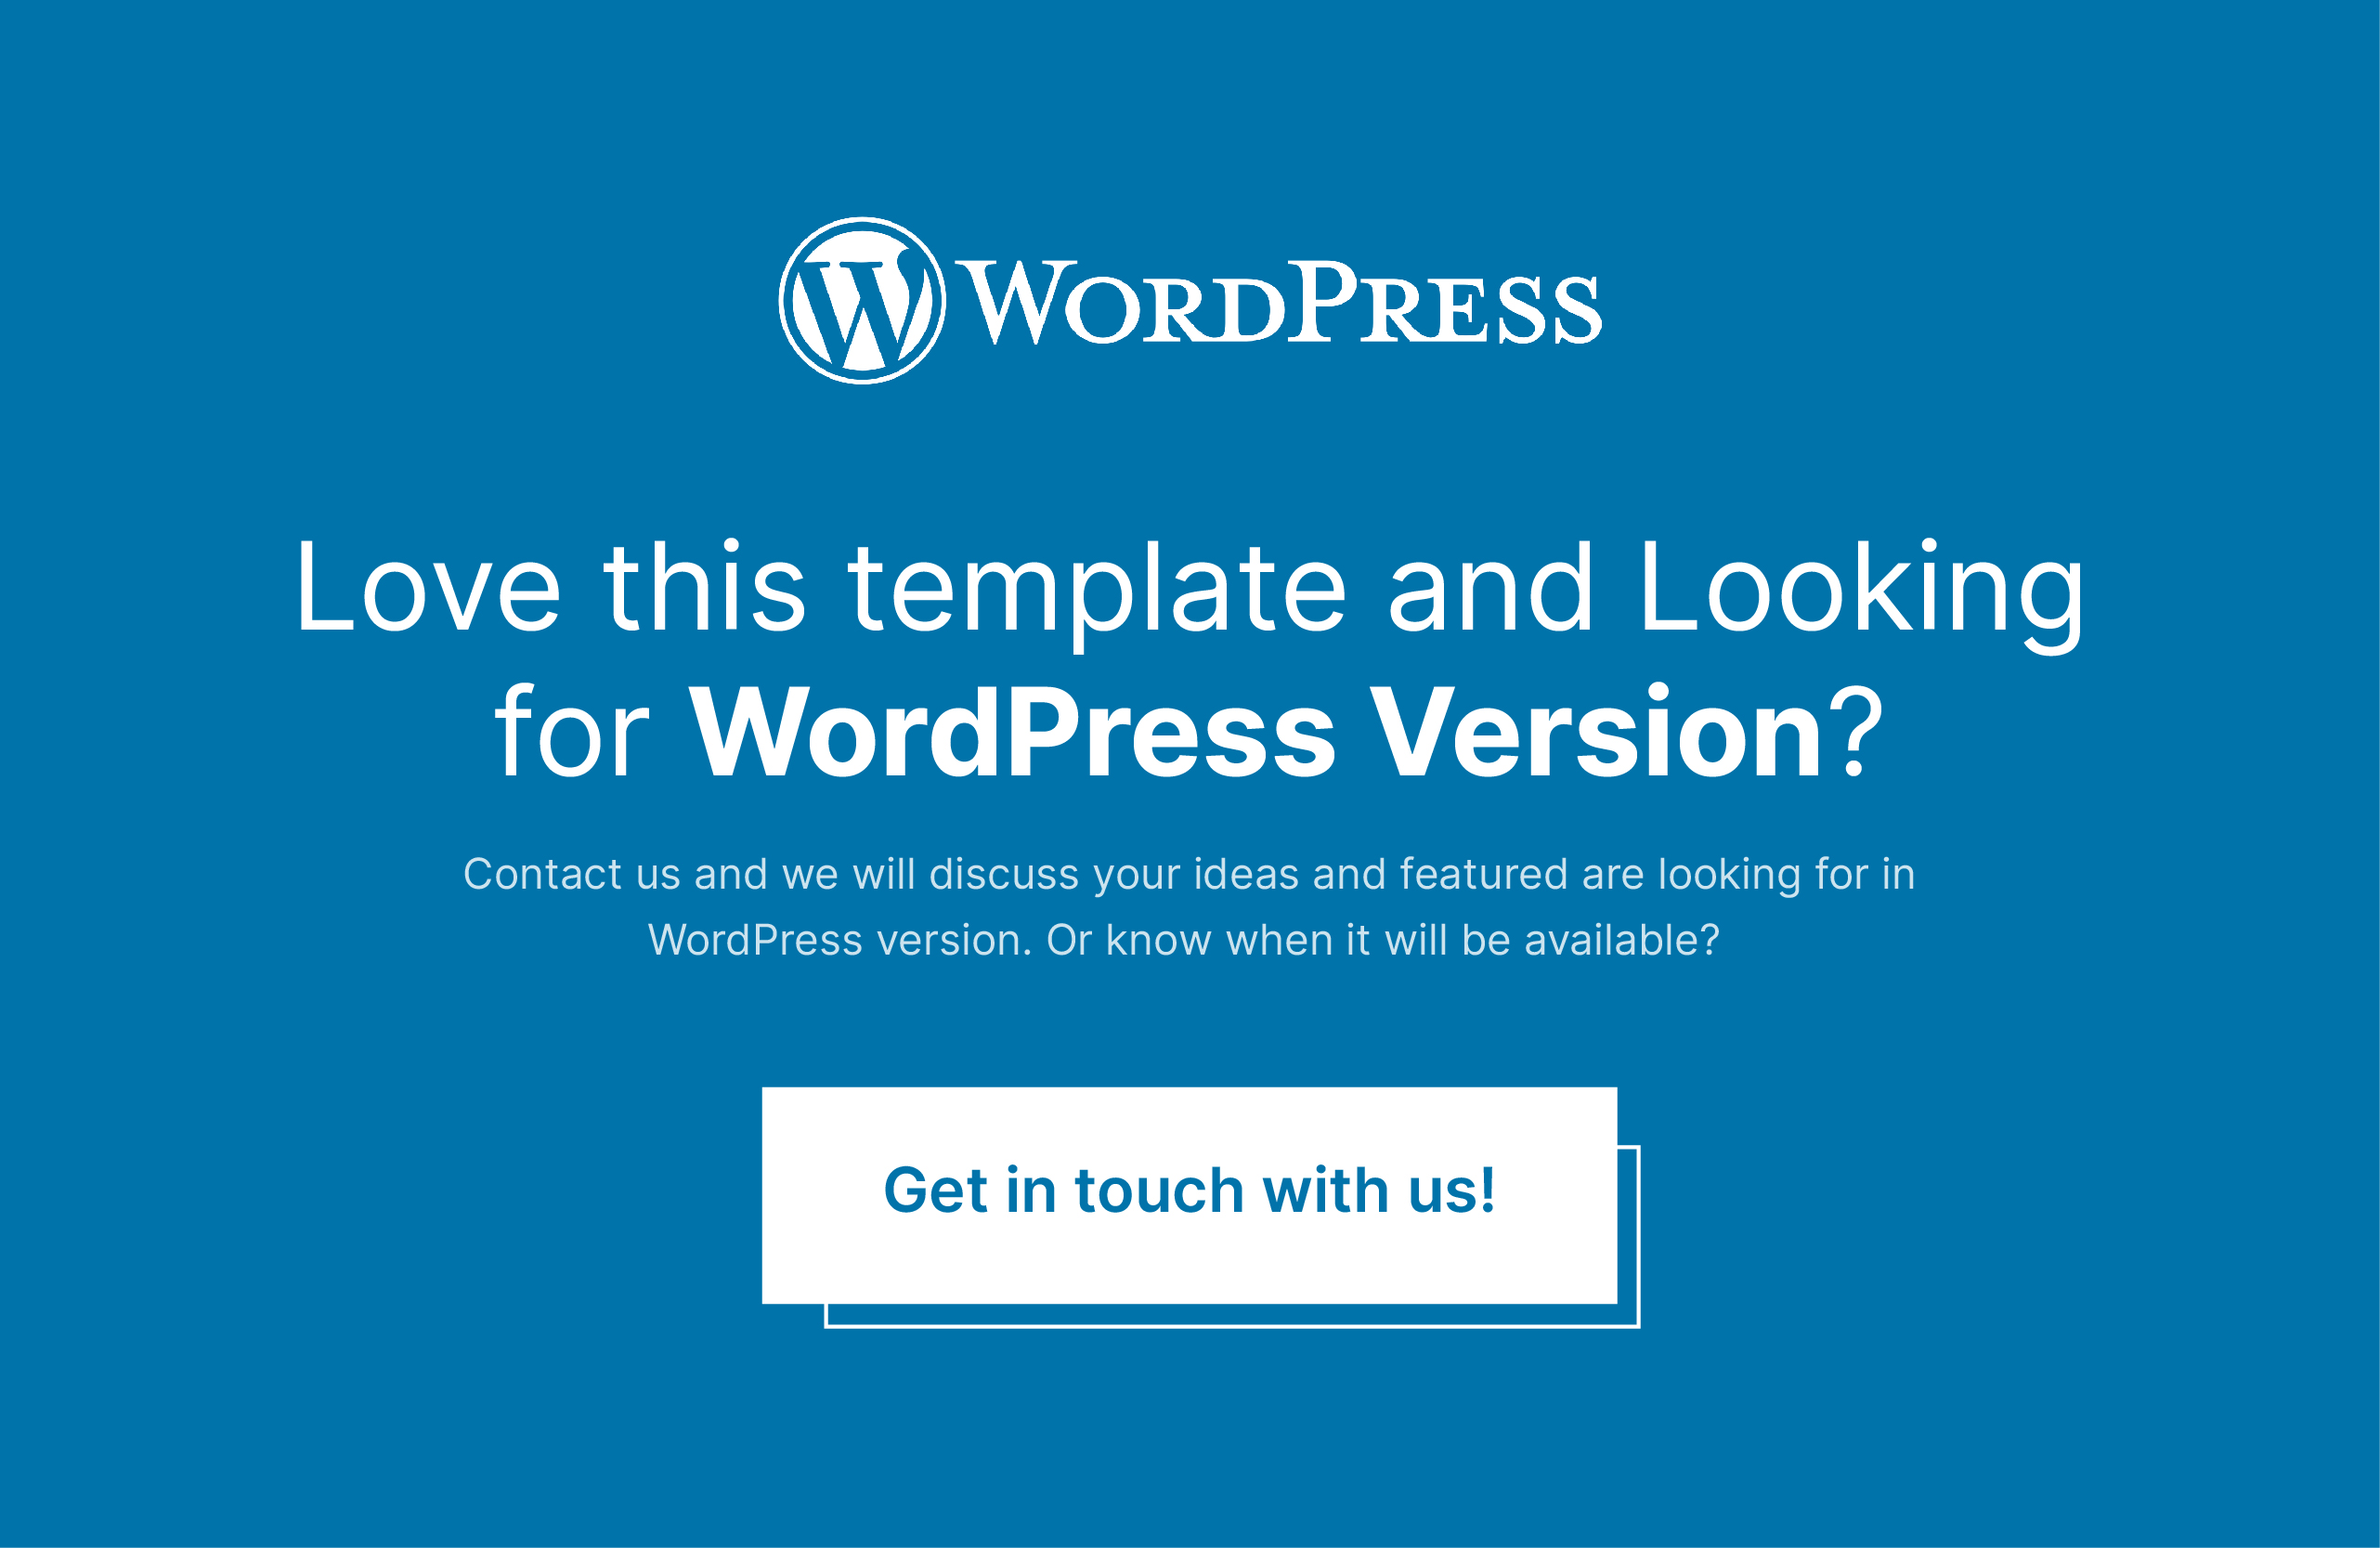 WordPress
Love this template and Looking
for WordPress Version?
Contact us and we will discuss your ideas and featured are looking for in
WordPress version. Or know when it will be available?
Get in touch with us!